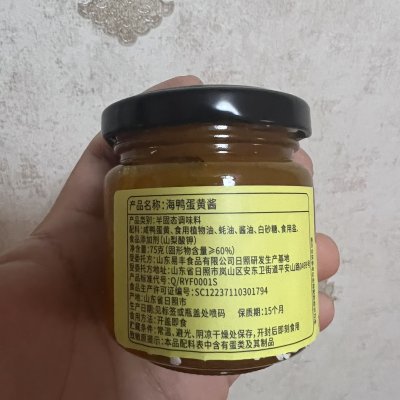 产品名称:海鸭蛋黄酱
产品类别:半固态调味料
配料:咸鸭蛋黄、食用植物油、蚝油、酱油、白砂糖、食用盐、
食品添加剂(山梨酸钾)
净含量:75克(固形物含量≥60%)
受委托方:山东易丰食品有限公司日照研发生产基地
受委托方地址:山东省日照市岚山区安东卫街道平安山路
产品标准代号:Q/RYF0001S
食品生产许可证编号:SC12237110301794
产地:山东省日照市
生产日期:见标签或瓶盖处喷码 保质期:15个月
食用方法:开盖即食
贮藏条件:常温、避光、阴凉干燥处保存,开封后即刻食用
致敏原提示:本品配料表中含有蛋类及其制品